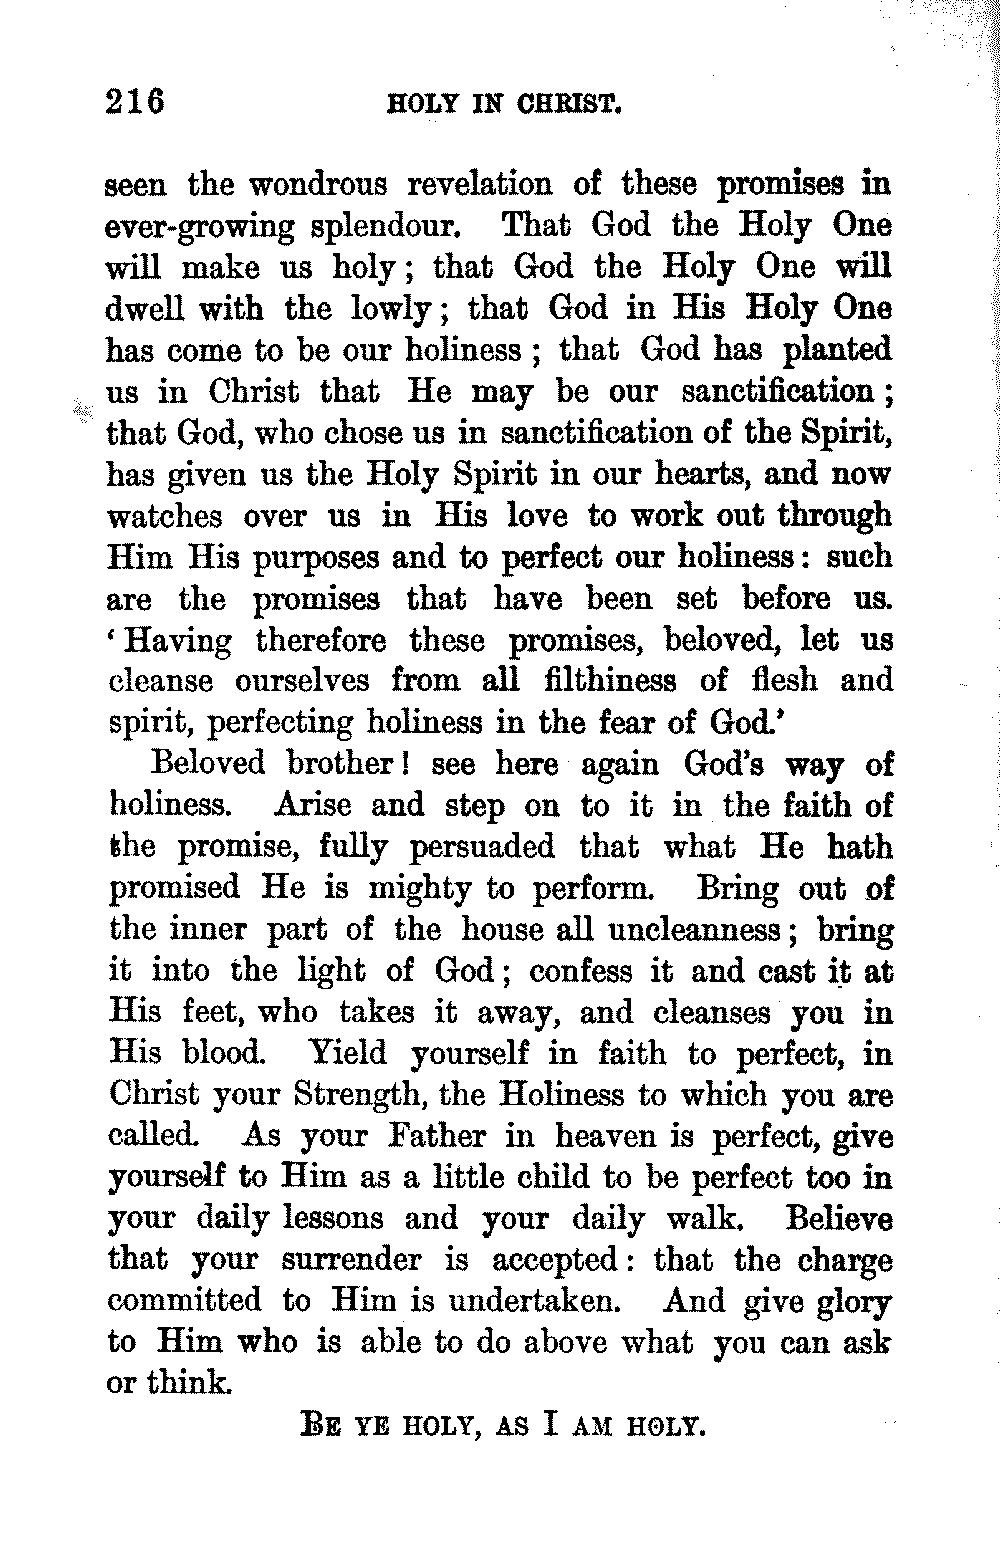 216 HOLY IN CHRIST.
seen the wondrous revelation of these promises in
ever-growing splendour. That God the Holy One
will make us holy; that God the Holy One will
dwell with the lowly; that God in His Holy One
has come to be our holiness; that God has planted
us in Christ that He may be our sanctification;
that God, who chose us in sanctification of the Spirit,
has given us the Holy Spirit in our hearts, and now
watches over us in His love to work out through
Him His purposes and to perfect our holiness: such
are the promises that have been set before us.
‘Having therefore these promises, beloved, let us
cleanse ourselves from all filthiness of flesh and
spirit, perfecting holiness in the fear of God.’
Beloved brother! see here again God’s way of
holiness. Arise and step on to it in the faith of
the promise, fully persuaded that what He hath
promised He is mighty to perform. Bring out of
the inner part of the house all uncleanness; bring
it into the light of God; confess it and cast it at
His feet, who takes it away, and cleanses you in
His blood. Yield yourself in faith to perfect, in
Christ your Strength, the Holiness to which you are
called. As your Father in heaven is perfect, give
yourself to Him as a little child to be perfect too in
your daily lessons and your daily walk. Believe
that your surrender is accepted: that the charge
committed to Him is undertaken. And give glory
to Him who is able to do above what you can ask
or think.
BE YE HOLY, AS I AM HOLY.